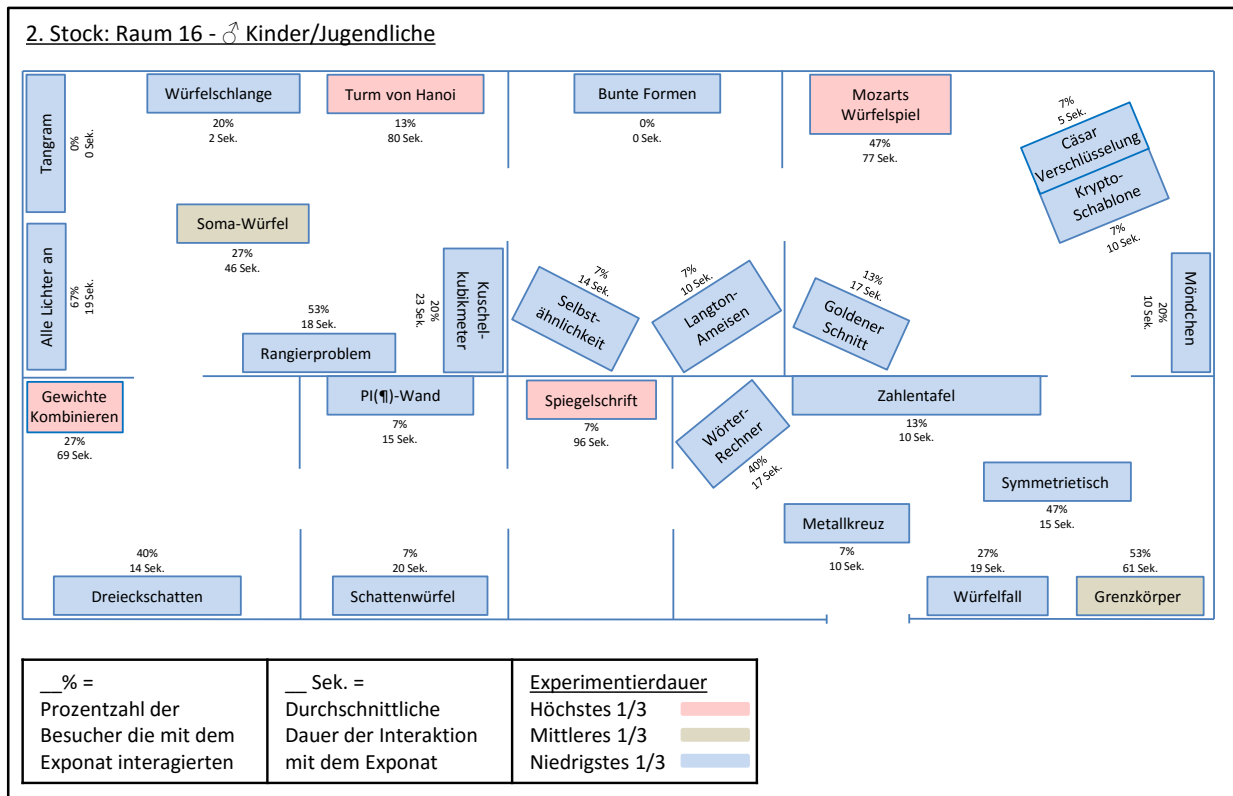 2. Stock: Raum 16 - ♂ Kinder/Jugendliche
Tangram
0%
0 Sek.
Würfelschlange
20%
2 Sek.
Turm von Hanoi
13%
80 Sek.
Bunte Formen
0%
0 Sek.
Mozarts
Würfelspiel
47%
77 Sek.
7%
5 Sek.
Cäsar
Verschlüsselung
Krypto-
Schablone
7%
10 Sek.
Soma-Würfel
27%
46 Sek.
Alle Lichter an
67%
19 Sek.
53%
18 Sek.
Rangierproblem
Kuschel-
kubikmeter
20%
23 Sek.
7%
14 Sek.
Selbst-
ähnlichkeit
7%
10 Sek.
Langton-
Ameisen
13%
17 Sek.
Goldener
Schnitt
Möndchen
20%
10 Sek.
Gewichte
Kombinieren
27%
69 Sek.
PI(¶)-Wand
7%
15 Sek.
Spiegelschrift
7%
96 Sek.
Wörter-
Rechner
40%
17 Sek.
Zahlentafel
13%
10 Sek.
Symmetrietisch
47%
15 Sek.
Metallkreuz
7%
10 Sek.
40%
14 Sek.
Dreieckschatten
7%
20 Sek.
Schattenwürfel
27%
19 Sek.
Würfelfall
53%
61 Sek.
Grenzkörper
__% =
Prozentzahl der
Besucher die mit dem
Exponat interagierten
__ Sek. =
Durchschnittliche
Dauer der Interaktion
mit dem Exponat
Experimentierdauer
Höchstes 1/3
Mittleres 1/3
Niedrigstes 1/3